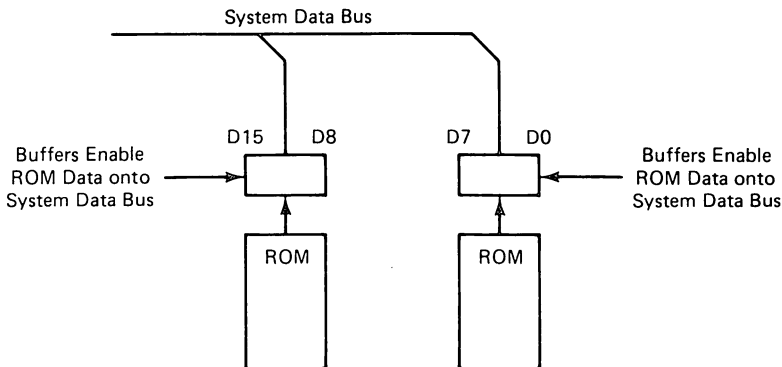 System Data Bus
D15 D8
D7 D0
Buffers Enable
ROM Data onto
System Data Bus
Buffers Enable
ROM Data onto
System Data Bus
ROM
ROM